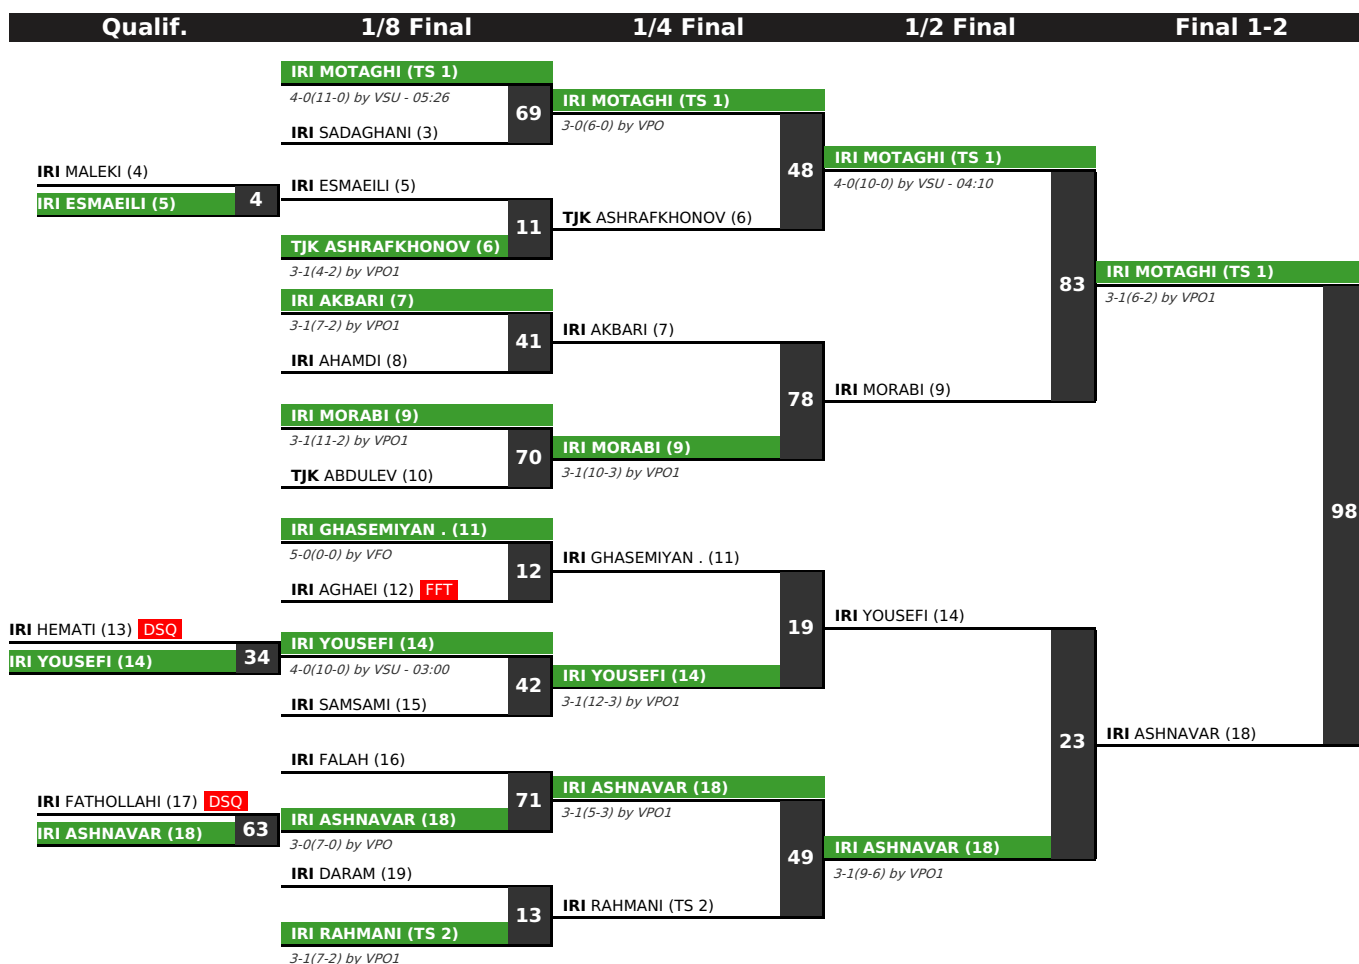 Qualif.
1/8 Final
1/4 Final
1/2 Final
Final 1-2
IRI MALEKI (4)
IRI ESMAEILI (5)
4
IRI HEMATI (13) DSQ
IRI YOUSEFI (14)
34
IRI FATHOLLAHI (17) DSQ
IRI ASHNAVAR (18)
63
IRI MOTAGHI (TS 1)
4-0(11-0) by VSU - 05:26
IRI SADAGHANI (3)
69
IRI ESMAEILI (5)
TJK ASHRAFKHONOV (6)
11
3-1(4-2) by VPO1
IRI AKBARI (7)
3-1(7-2) by VPO1
IRI AHAMDI (8)
41
IRI MORABI (9)
3-1(11-2) by VPO1
TJK ABDULEV (10)
70
IRI GHASEMIYAN . (11)
5-0(0-0) by VFO
IRI AGHAEI (12) FFT
12
IRI YOUSEFI (14)
4-0(10-0) by VSU - 03:00
IRI SAMSAMI (15)
42
IRI FALAH (16)
IRI ASHNAVAR (18)
71
3-0(7-0) by VPO
IRI DARAM (19)
IRI RAHMANI (TS 2)
13
3-1(7-2) by VPO1
IRI MOTAGHI (TS 1)
3-0(6-0) by VPO
TJK ASHRAFKHONOV (6)
48
IRI AKBARI (7)
IRI MORABI (9)
78
3-1(10-3) by VPO1
IRI GHASEMIYAN . (11)
IRI YOUSEFI (14)
19
3-1(12-3) by VPO1
IRI ASHNAVAR (18)
3-1(5-3) by VPO1
IRI RAHMANI (TS 2)
49
IRI MOTAGHI (TS 1)
4-0(10-0) by VSU - 04:10
IRI MORABI (9)
83
IRI YOUSEFI (14)
IRI ASHNAVAR (18)
23
3-1(9-6) by VPO1
IRI MOTAGHI (TS 1)
3-1(6-2) by VPO1
IRI ASHNAVAR (18)
98